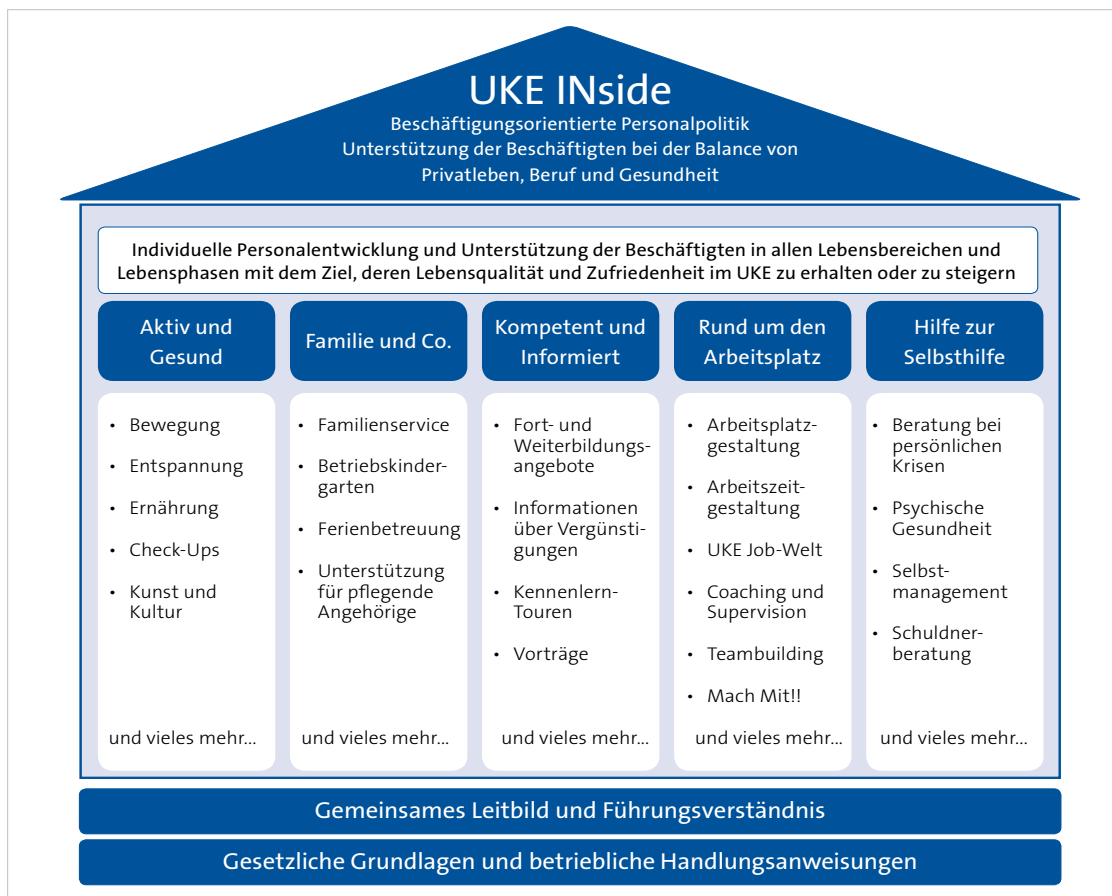 UKE INside
Beschäftigungsorientierte Personalpolitik
Unterstützung der Beschäftigten bei der Balance von
Privatleben, Beruf und Gesundheit
Individuelle Personalentwicklung und Unterstützung der Beschäftigten in allen Lebensbereichen und
Lebensphasen mit dem Ziel, deren Lebensqualität und Zufriedenheit im UKE zu erhalten oder zu steigern
Aktiv und
Gesund
• Bewegung
• Entspannung
• Ernährung
• Check-Ups
• Kunst und
Kultur
und vieles mehr...
Familie und Co.
• Familienservice
• Betriebskinder-
garten
• Ferienbetreuung
• Unterstützung
für pflegende
Angehörige
und vieles mehr...
Kompetent und
Informiert
• Fort- und
Weiterbildungs-
angebote
• Informationen
über Vergünsti-
gungen
• Kennenlern-
Touren
• Vorträge
und vieles mehr...
Rund um den
Arbeitsplatz
• Arbeitsplatz-
gestaltung
• Arbeitszeit-
gestaltung
• UKE Job-Welt
• Coaching und
Supervision
• Teambuilding
• Mach Mit!!
und vieles mehr...
Hilfe zur
Selbsthilfe
• Beratung bei
persönlichen
Krisen
• Psychische
Gesundheit
• Selbst-
management
• Schuldner-
beratung
und vieles mehr...
Gemeinsames Leitbild und Führungsverständnis
Gesetzliche Grundlagen und betriebliche Handlungsanweisungen